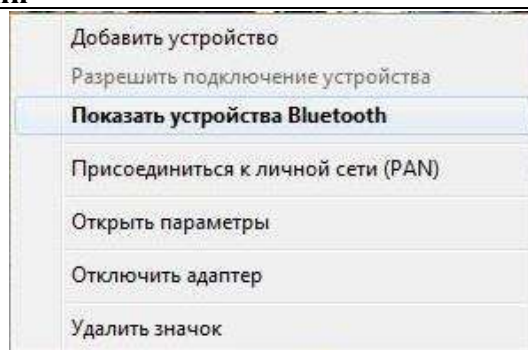 Добавить устройство
Разрешить подключение устройства
Показать устройства Bluetooth
Присоединиться к личной сети (PAN)
Открыть параметры
Отключить адаптер
Удалить значок